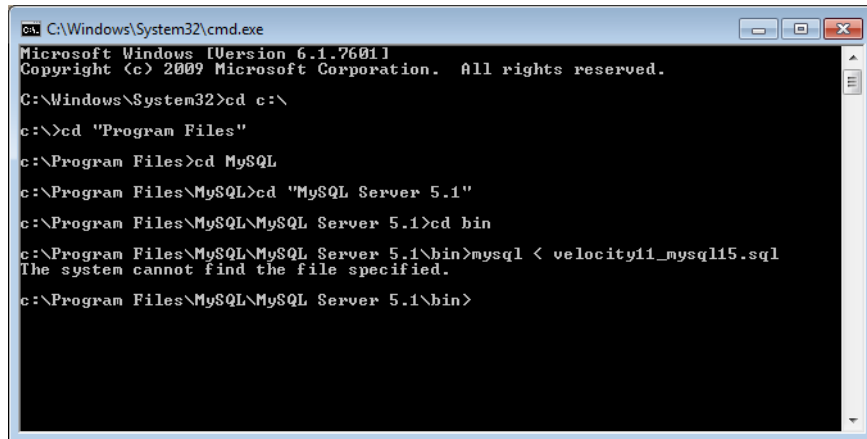 C:\Windows\System32\cmd.exe
Microsoft Windows [Version 6.1.7601]
Copyright (c) 2009 Microsoft Corporation.  All rights reserved.
C:\Windows\System32>cd c:\
c:\>cd "Program Files"
c:\Program Files>cd MySQL
c:\Program Files\MySQL>cd "MySQL Server 5.1"
c:\Program Files\MySQL\MySQL Server 5.1>cd bin
c:\Program Files\MySQL\MySQL Server 5.1\bin>mysql < velocity11_mysql15.sql
The system cannot find the file specified.
c:\Program Files\MySQL\MySQL Server 5.1\bin>